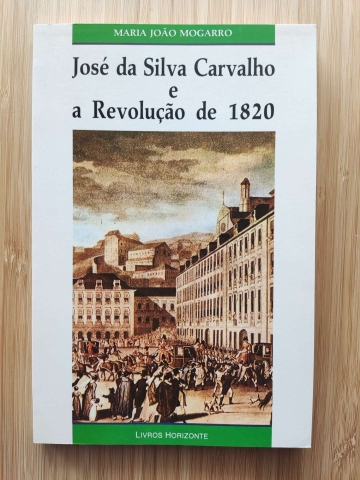 MARIA JOÃO MOGARRO
José da Silva Carvalho
e
a Revolução de 1820
LIVROS HORIZONTE